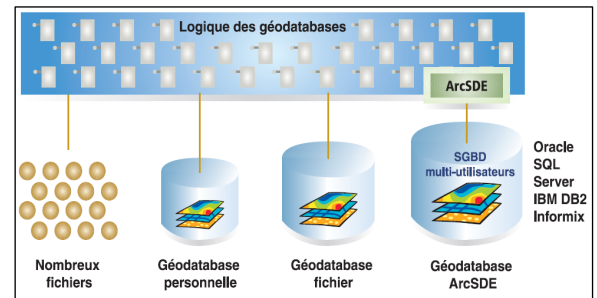 Logique des géodatabases
ArcSDE
SGBD
multi-utilisateurs
Oracle
SQL
Server
IBM DB2
Informix
Nombreux
fichiers
Géodatabase
personnelle
Géodatabase
fichier
Géodatabase
ArcSDE